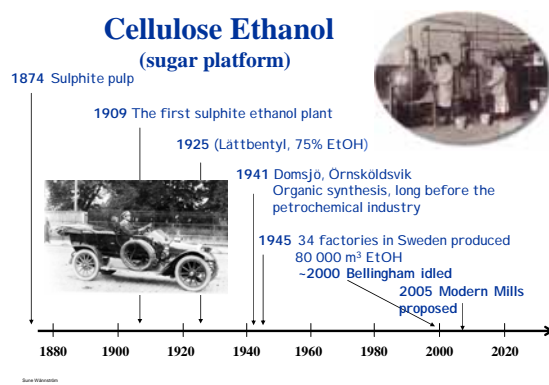 Cellulose Ethanol
(sugar platform)
1874 Sulphite pulp
1909 The first sulphite ethanol plant
1925 (Lättbentyl, 75% EtOH)
1941 Domsjö, Örnsköldsvik
Organic synthesis, long before the
petrochemical industry
1945 34 factories in Sweden produced
80 000 m³ EtOH
~2000 Bellingham idled
2005 Modern Mills
proposed
1880 1900 1920 1940 1960 1980 2000 2020
Sune Wännström